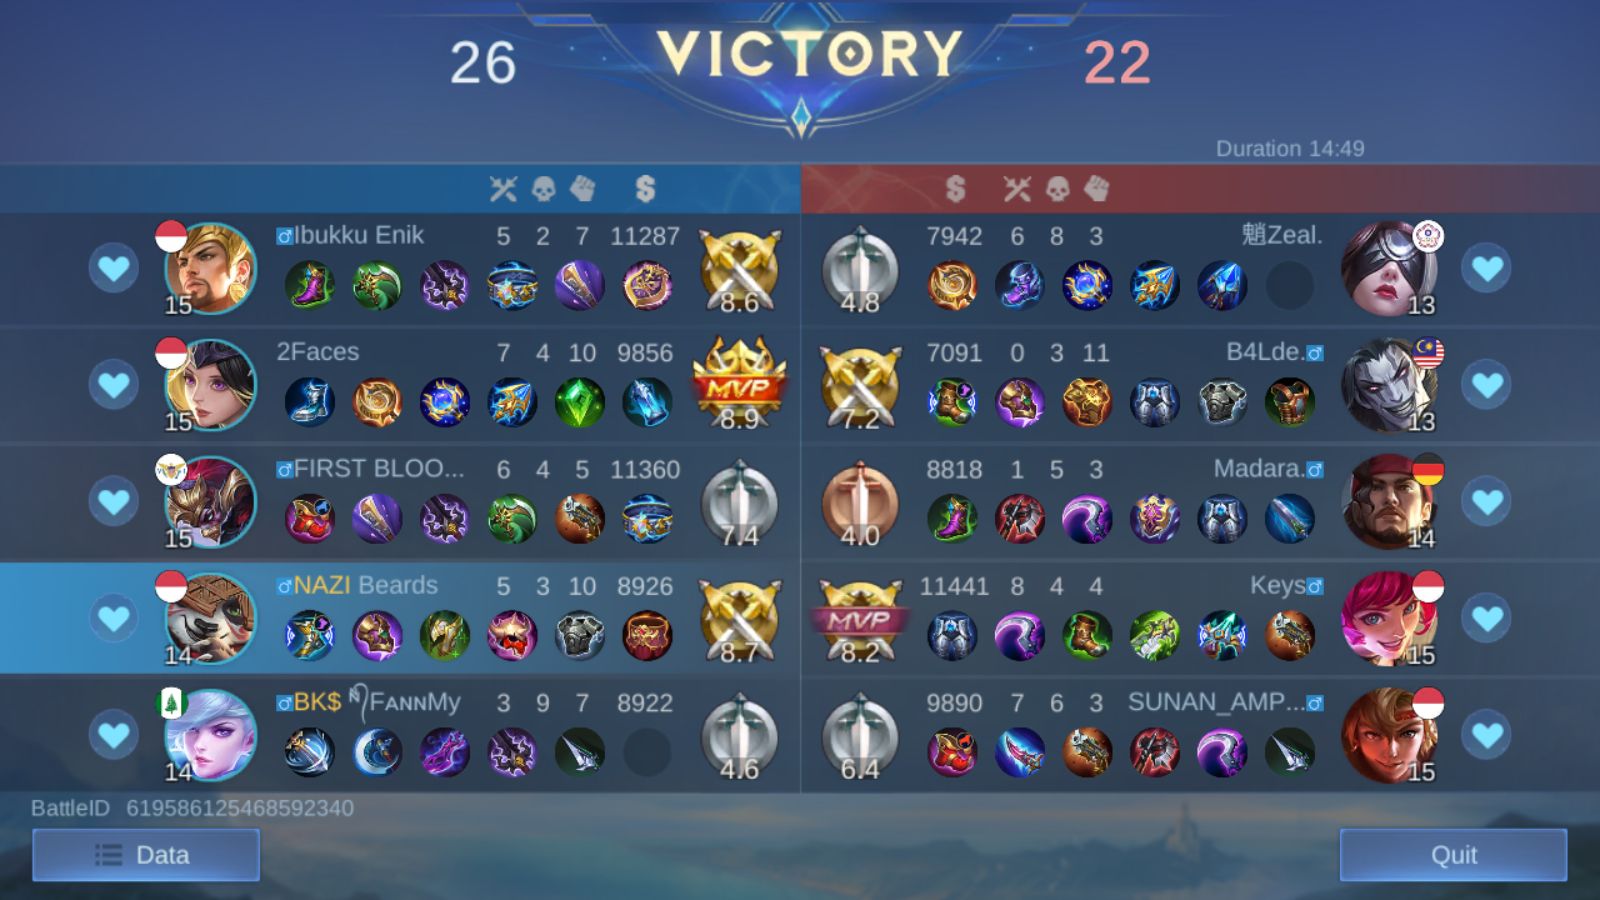 26 VICTORY 22
Duration 14:49
Ibukku Enik 5 2 7 11287 8.6 15
4.8 7942 6 8 3 魈Zeal. 13
2Faces 7 4 10 9856 MVP 8.9 15
7.2 7091 0 3 11 B4Lde. 13
FIRST BLOO... 6 4 5 11360 7.4 15
4.0 8818 1 5 3 Madara. 14
NAZI Beards 5 3 10 8926 8.7 14
MVP 8.2 11441 8 4 4 Keys 15
BK$ FANNMy 3 9 7 8922 4.6 14
6.4 9890 7 6 3 SUNAN_AMP... 15
BattleID 619586125468592340
Data
Quit